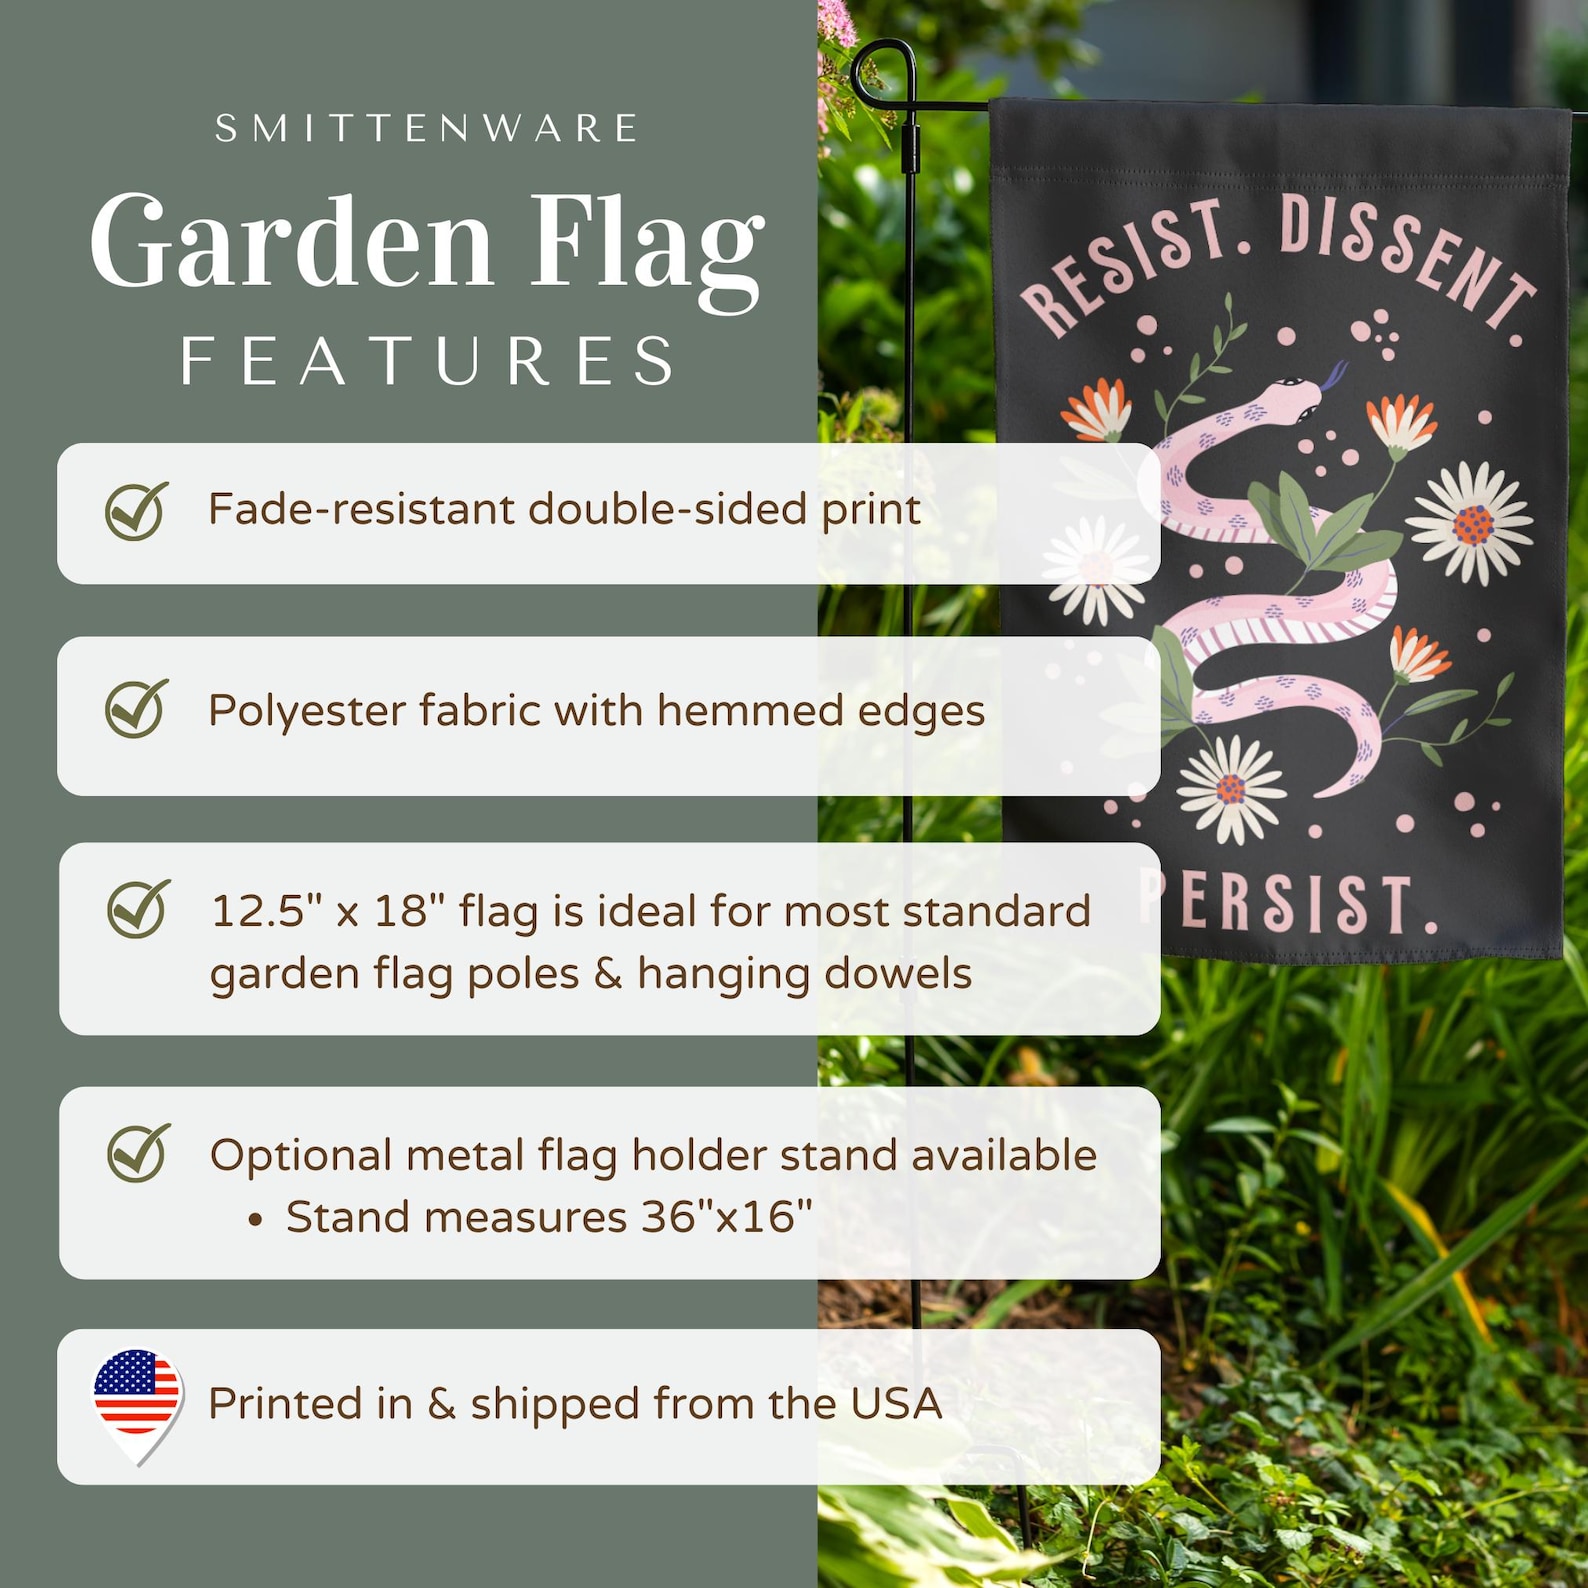 SMITTENWARE
Garden Flag
FEATURES
Fade-resistant double-sided print
Polyester fabric with hemmed edges
12.5" x 18" flag is ideal for most standard
garden flag poles & hanging dowels
Optional metal flag holder stand available
• Stand measures 36"x16"
Printed in & shipped from the USA
RESIST. DISSENT.
PERSIST.